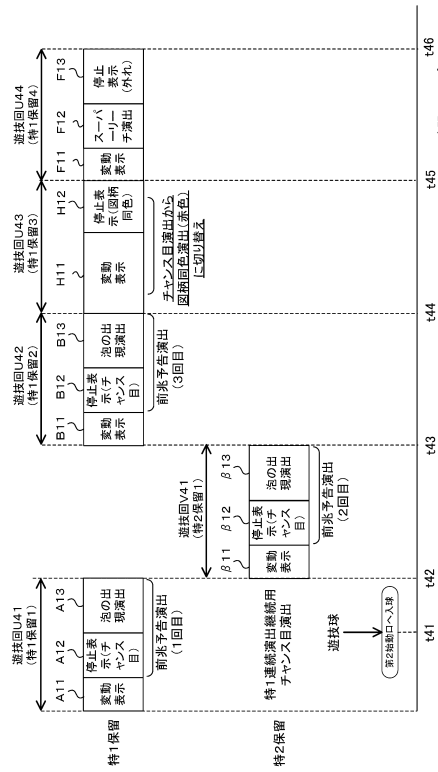 遊技回U41
(特1保留1)
遊技回U42
(特1保留2)
遊技回U43
(特1保留3)
遊技回U44
(特1保留4)
A11
A12
A13
B11
B12
B13
H11
H12
F11
F12
F13
特1保留
変動
表示
停止表
示(チャ
ンス目)
泡の出
現演出
変動
表示
停止表
示(チャ
ンス目)
泡の出
現演出
変動
表示
停止表
示(図柄
同色)
変動
表示
スーパ
ーリー
チ演出
停止
表示
(外れ)
前兆予告演出
(1回目)
前兆予告演出
(3回目)
チャンス目演出から
図柄同色演出(赤色)
に切り替え
遊技回V41
(特2保留1)
β11
β12
β13
特2保留
特1連続演出継続用
チャンス目演出
変動
表示
停止表
示(チャ
ンス目)
泡の出
現演出
前兆予告演出
(2回目)
遊技球
第2始動口へ入球
t41
t42
t43
t44
t45
t46